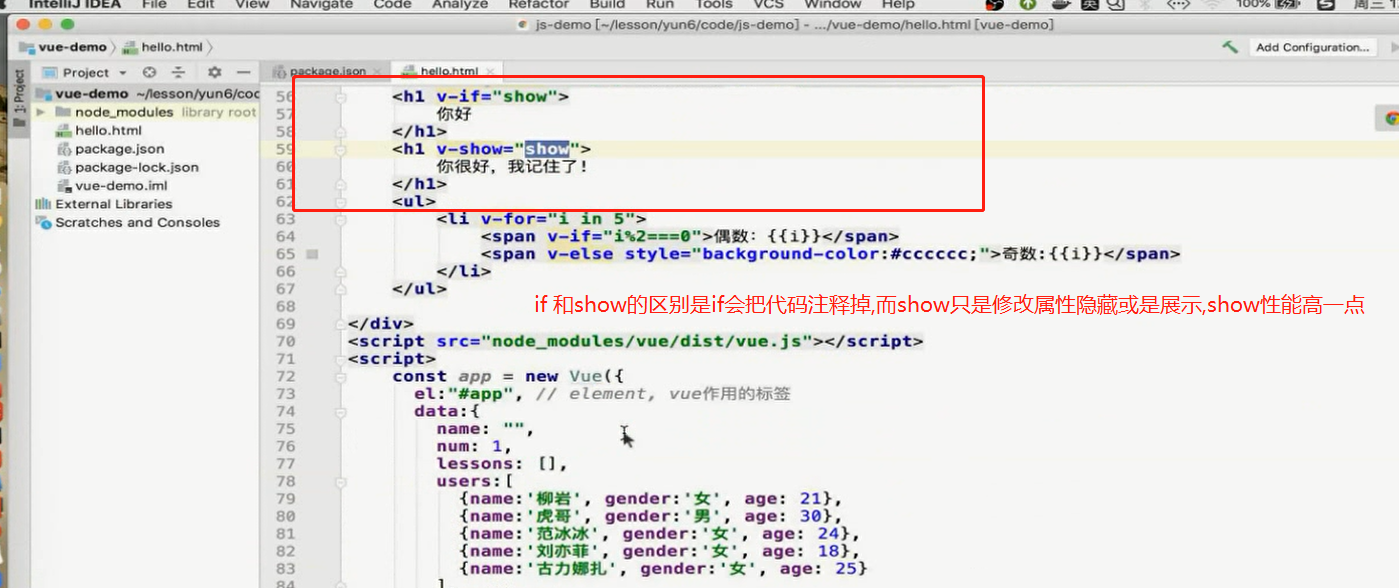 IntelliJ IDEA File Edit View Navigate Code Analyze Refactor Build Run Tools VCS Window Help 100% 周三
js-demo [~/lesson/yun6/code/js-demo] - .../vue-demo/hello.html [vue-demo]
vue-demo hello.html Add Configuration...
Project package.json hello.html
1: Project
vue-demo ~/lesson/yun6/coc
node_modules library root
hello.html
package.json
package-lock.json
vue-demo.iml
External Libraries
Scratches and Consoles
56 <h1 v-if="show">
57 你好
58 </h1>
59 <h1 v-show="show">
60 你很好，我记住了!
61 </h1>
62 <ul>
63 <li v-for="i in 5">
64 <span v-if="i%2===0">偶数: {{i}}</span>
65 <span v-else style="background-color:#cccccc;">奇数:{{i}}</span>
66 </li>
67 </ul>
if 和show的区别是if会把代码注释掉,而show只是修改属性隐藏或是展示,show性能高一点
68
69 </div>
70 <script src="node_modules/vue/dist/vue.js"></script>
71 <script>
72 const app = new Vue({
73 el:"#app", // element, vue作用的标签
74 data:{
75 name: "",
76 num: 1,
77 lessons: [],
78 users:[
79 {name:'柳岩', gender:'女', age: 21},
80 {name:'虎哥', gender:'男', age: 30},
81 {name:'范冰冰', gender:'女', age: 24},
82 {name:'刘亦菲', gender:'女', age: 18},
83 {name:'古力娜扎', gender:'女', age: 25}
84 ]